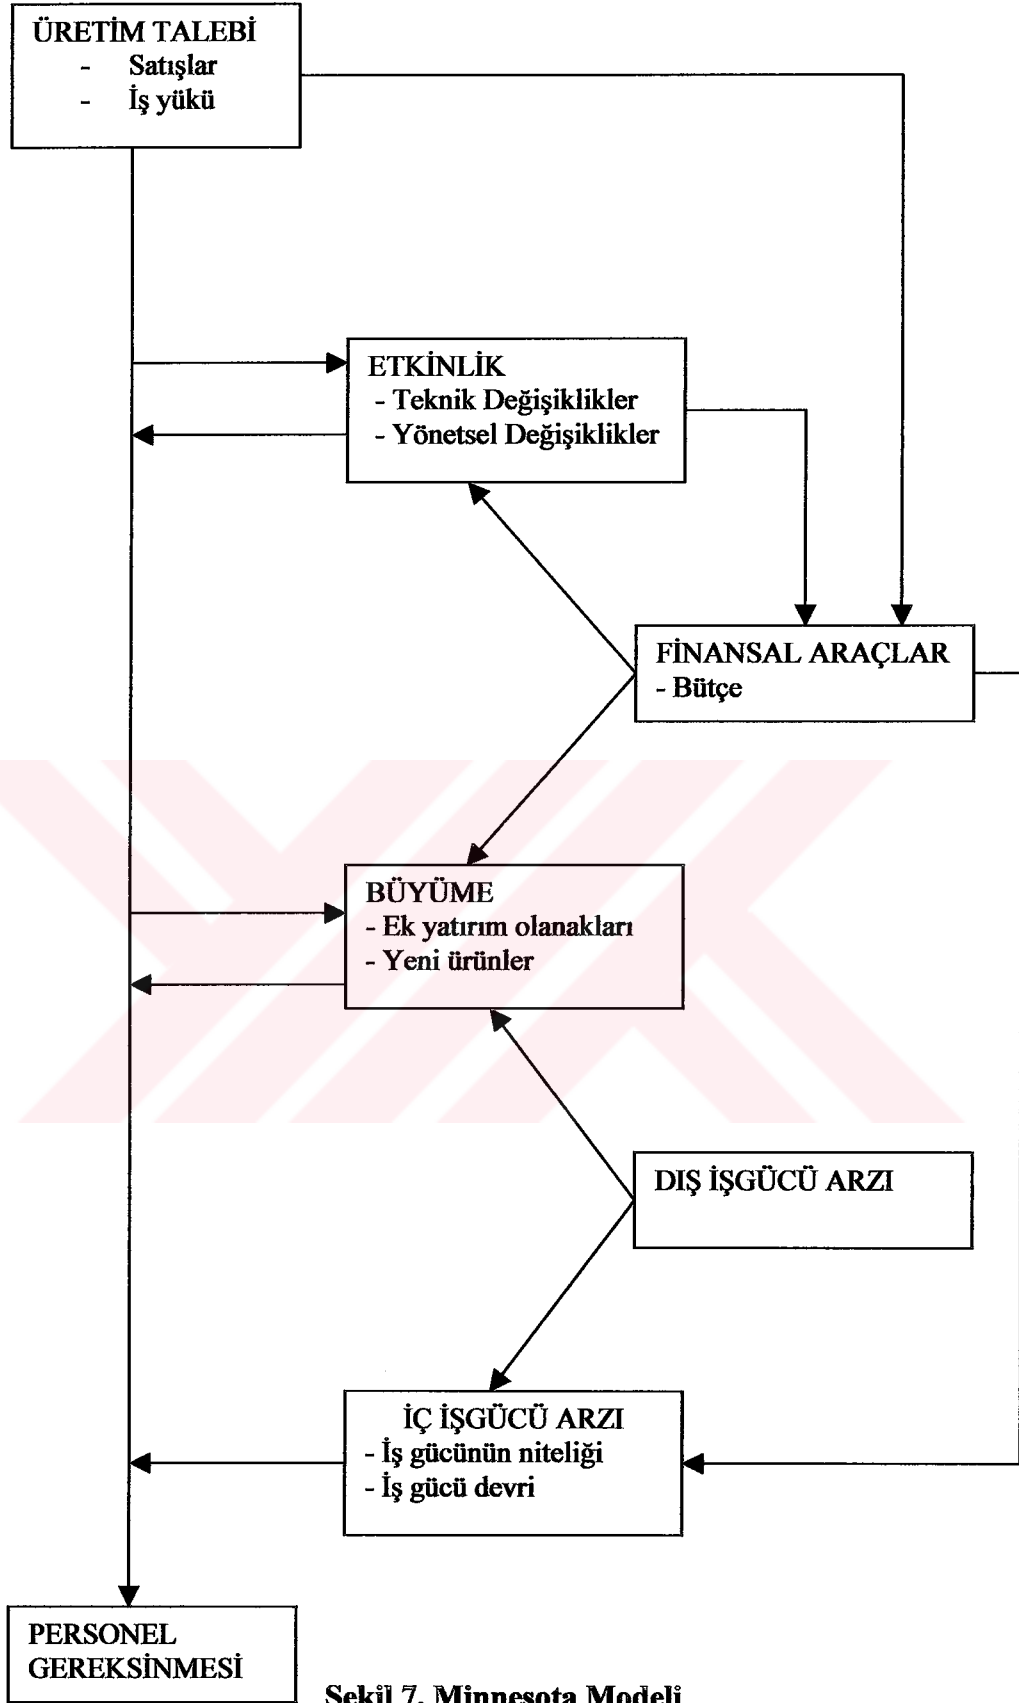 ÜRETİM TALEBİ
- Satışlar
- İş yükü
ETKİNLİK
- Teknik Değişiklikler
- Yönetsel Değişiklikler
FİNANSAL ARAÇLAR
- Bütçe
BÜYÜME
- Ek yatırım olanakları
- Yeni ürünler
DIŞ İŞGÜCÜ ARZI
İÇ İŞGÜCÜ ARZI
- İş gücünün niteliği
- İş gücü devri
PERSONEL
GEREKSİNMESİ
Şekil 7. Minnesota Modeli